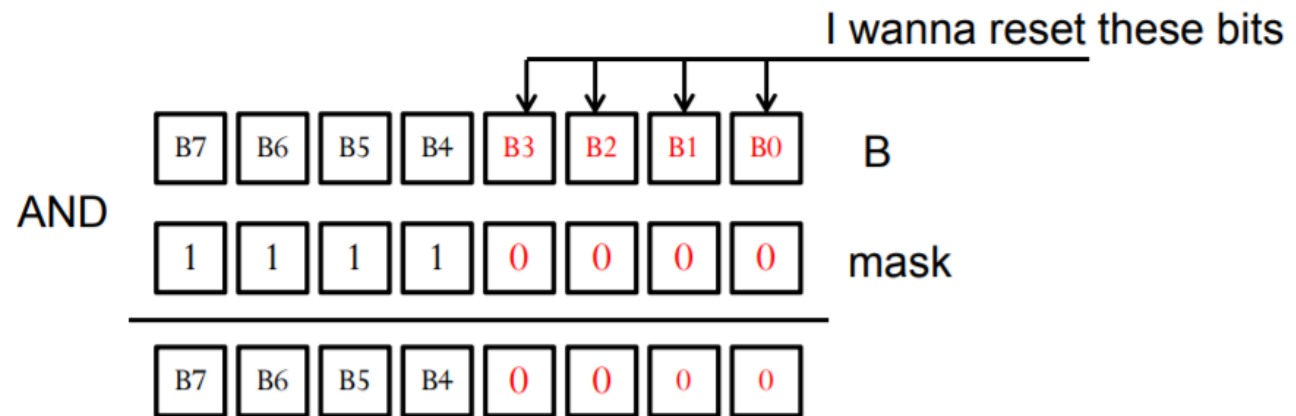 I wanna reset these bits
B7 B6 B5 B4 B3 B2 B1 B0 B
AND
1 1 1 1 0 0 0 0 mask
B7 B6 B5 B4 0 0 0 0